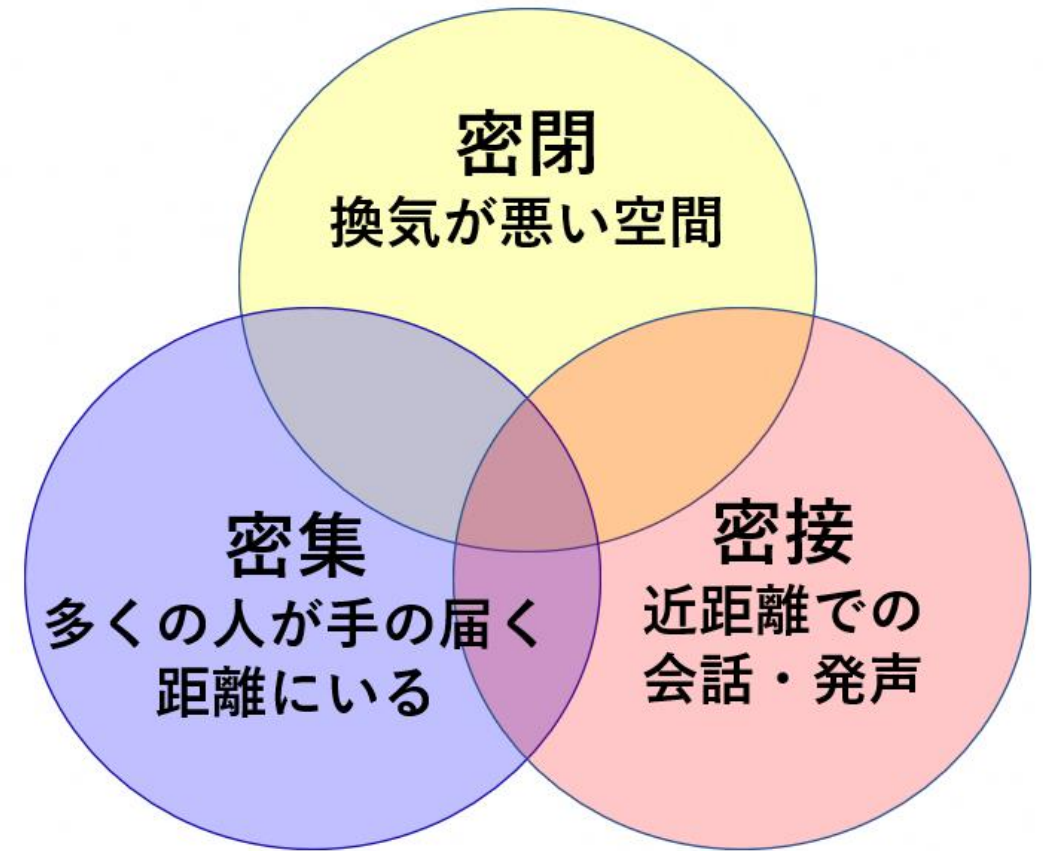 密閉
換気が悪い空間
密集
多くの人が手の届く
距離にいる
密接
近距離での
会話・発声